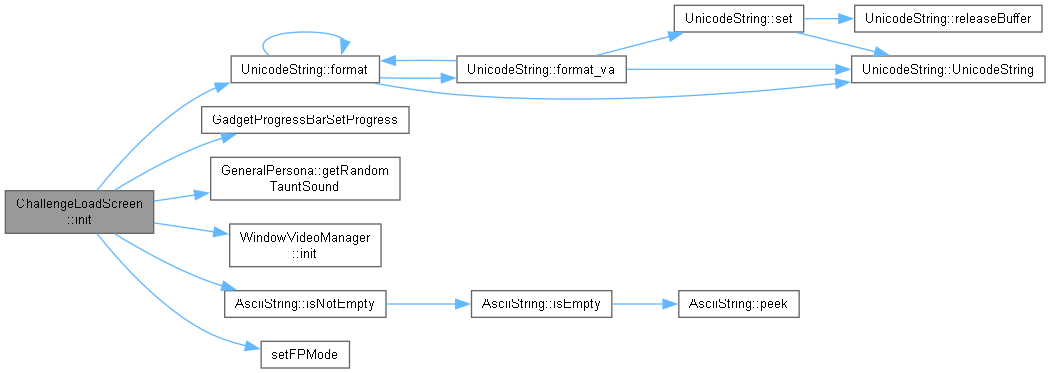 UnicodeString::set
UnicodeString::releaseBuffer
UnicodeString::format
UnicodeString::format_va
UnicodeString::UnicodeString
GadgetProgressBarSetProgress
GeneralPersona::getRandom
TauntSound
ChallengeLoadScreen
::init
WindowVideoManager
::init
AsciiString::isNotEmpty
AsciiString::isEmpty
AsciiString::peek
setFPMode